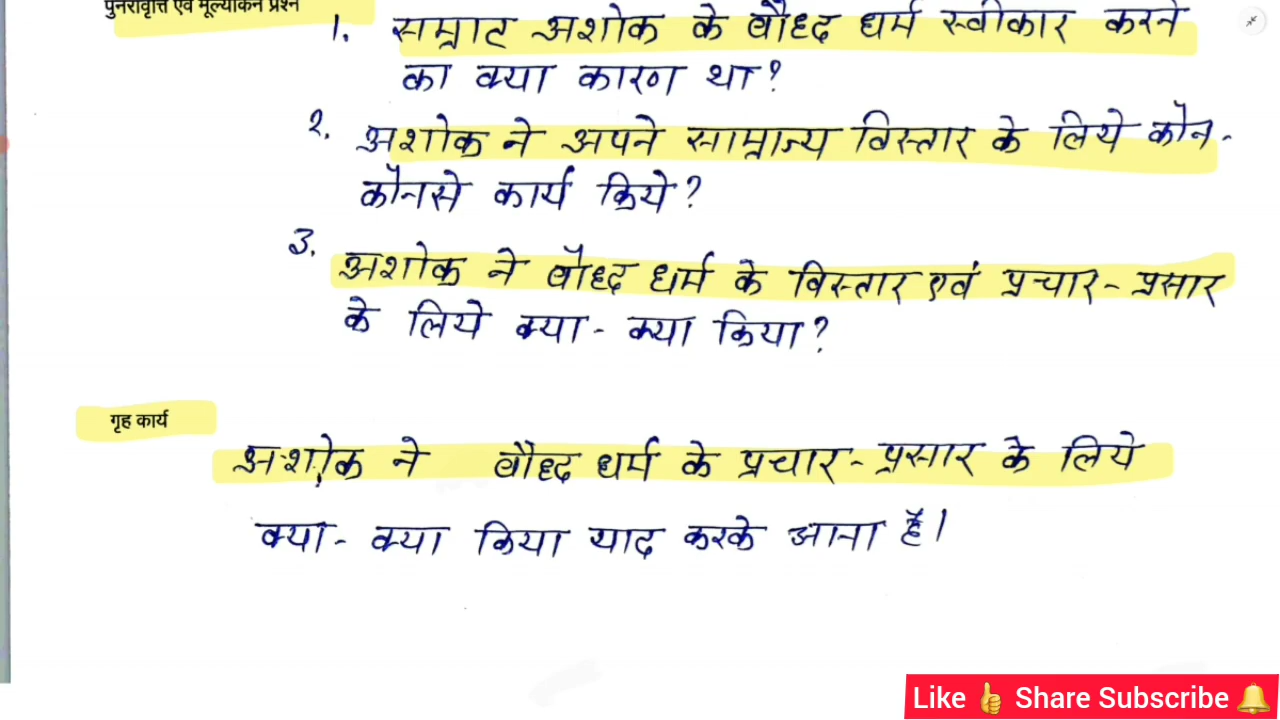 पुनरावृत्ति एवं मूल्यांकन प्रश्न
1. सम्राट अशोक के बौद्ध धर्म स्वीकार करने
का क्या कारण था?
2. अशोक ने अपने साम्राज्य विस्तार के लिये कौन-
कौनसे कार्य किये?
3. अशोक ने बौद्ध धर्म के विस्तार एवं प्रचार-प्रसार
के लिये क्या-क्या किया?
गृह कार्य
अशोक ने बौद्ध धर्म के प्रचार-प्रसार के लिये
क्या-क्या किया याद करके आना है।
Like 👍 Share Subscribe 🔔